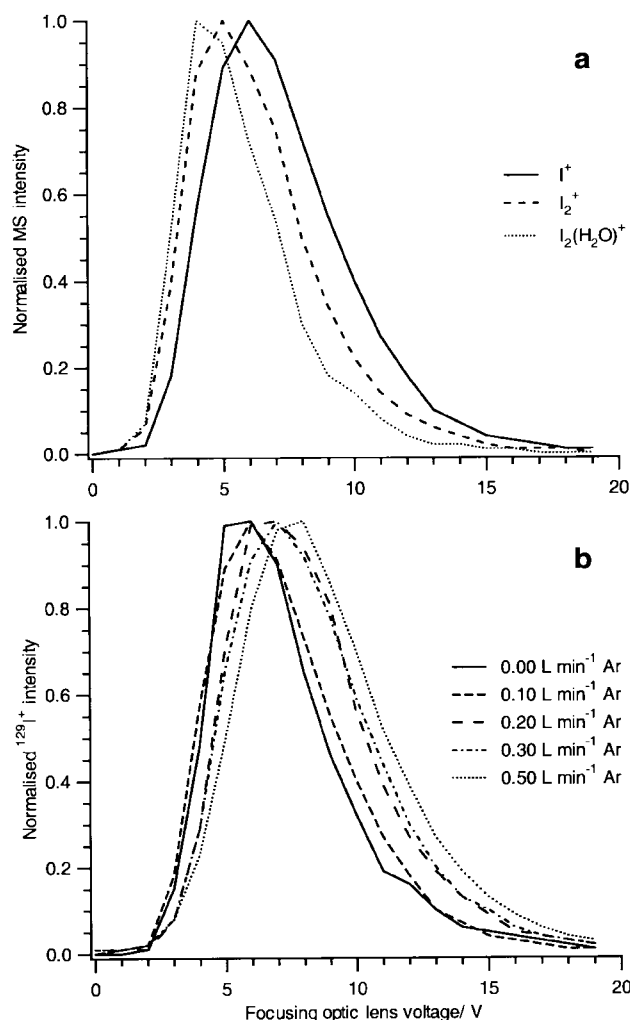 a
1.0
0.8
0.6
0.4
0.2
0.0
Normalised MS intensity
I⁺
I₂⁺
I₂(H₂O)⁺
0 5 10 15 20
b
1.0
0.8
0.6
0.4
0.2
0.0
Normalised ¹²⁹I⁺ intensity
0.00 L min⁻¹ Ar
0.10 L min⁻¹ Ar
0.20 L min⁻¹ Ar
0.30 L min⁻¹ Ar
0.50 L min⁻¹ Ar
0 5 10 15 20
Focusing optic lens voltage/ V